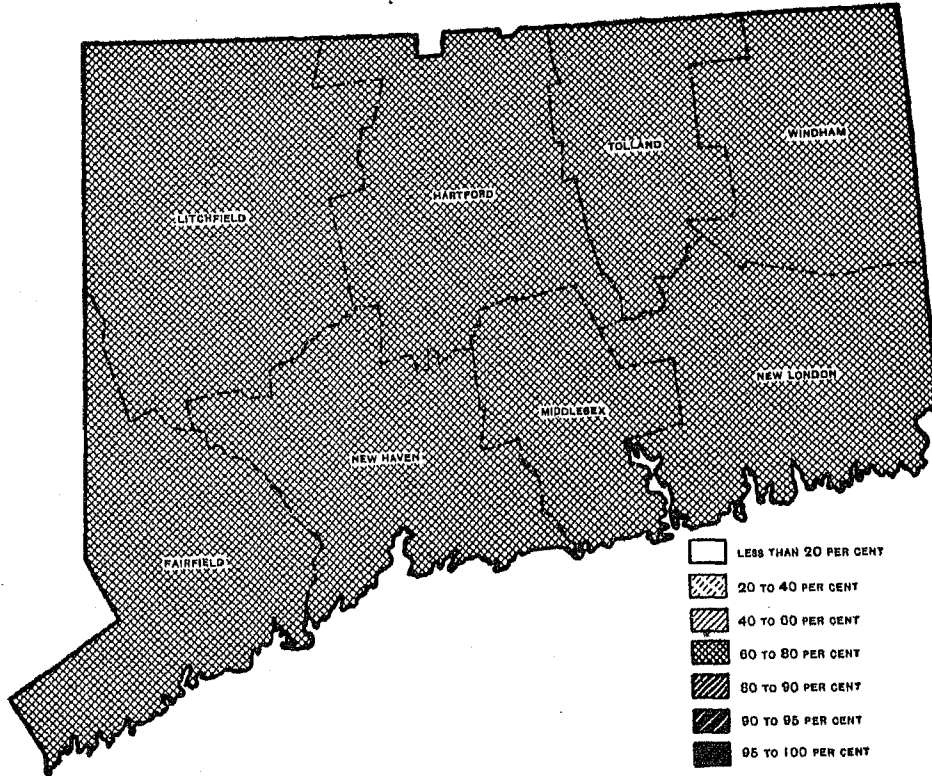 WINDHAM
TOLLAND
HARTFORD
LITCHFIELD
NEW LONDON
MIDDLESEX
NEW HAVEN
FAIRFIELD
LESS THAN 20 PER CENT
20 TO 40 PER CENT
40 TO 60 PER CENT
60 TO 80 PER CENT
80 TO 90 PER CENT
90 TO 95 PER CENT
95 TO 100 PER CENT